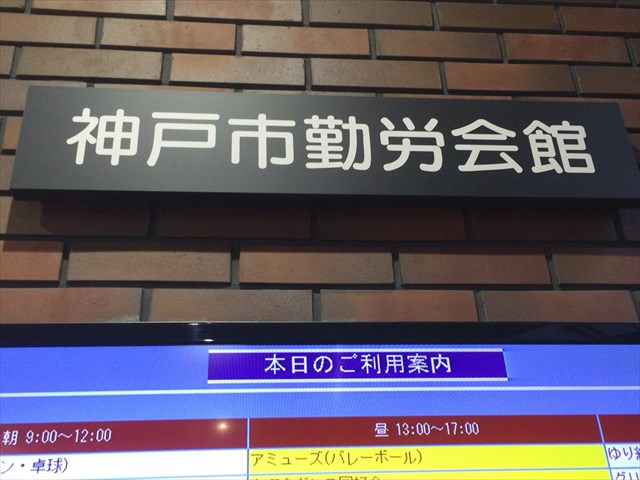 神戸市勤労会館
本日のご利用案内
朝 9:00～12:00
昼 13:00～17:00
ン・卓球)
アミューズ(バレーボール)
ゆり